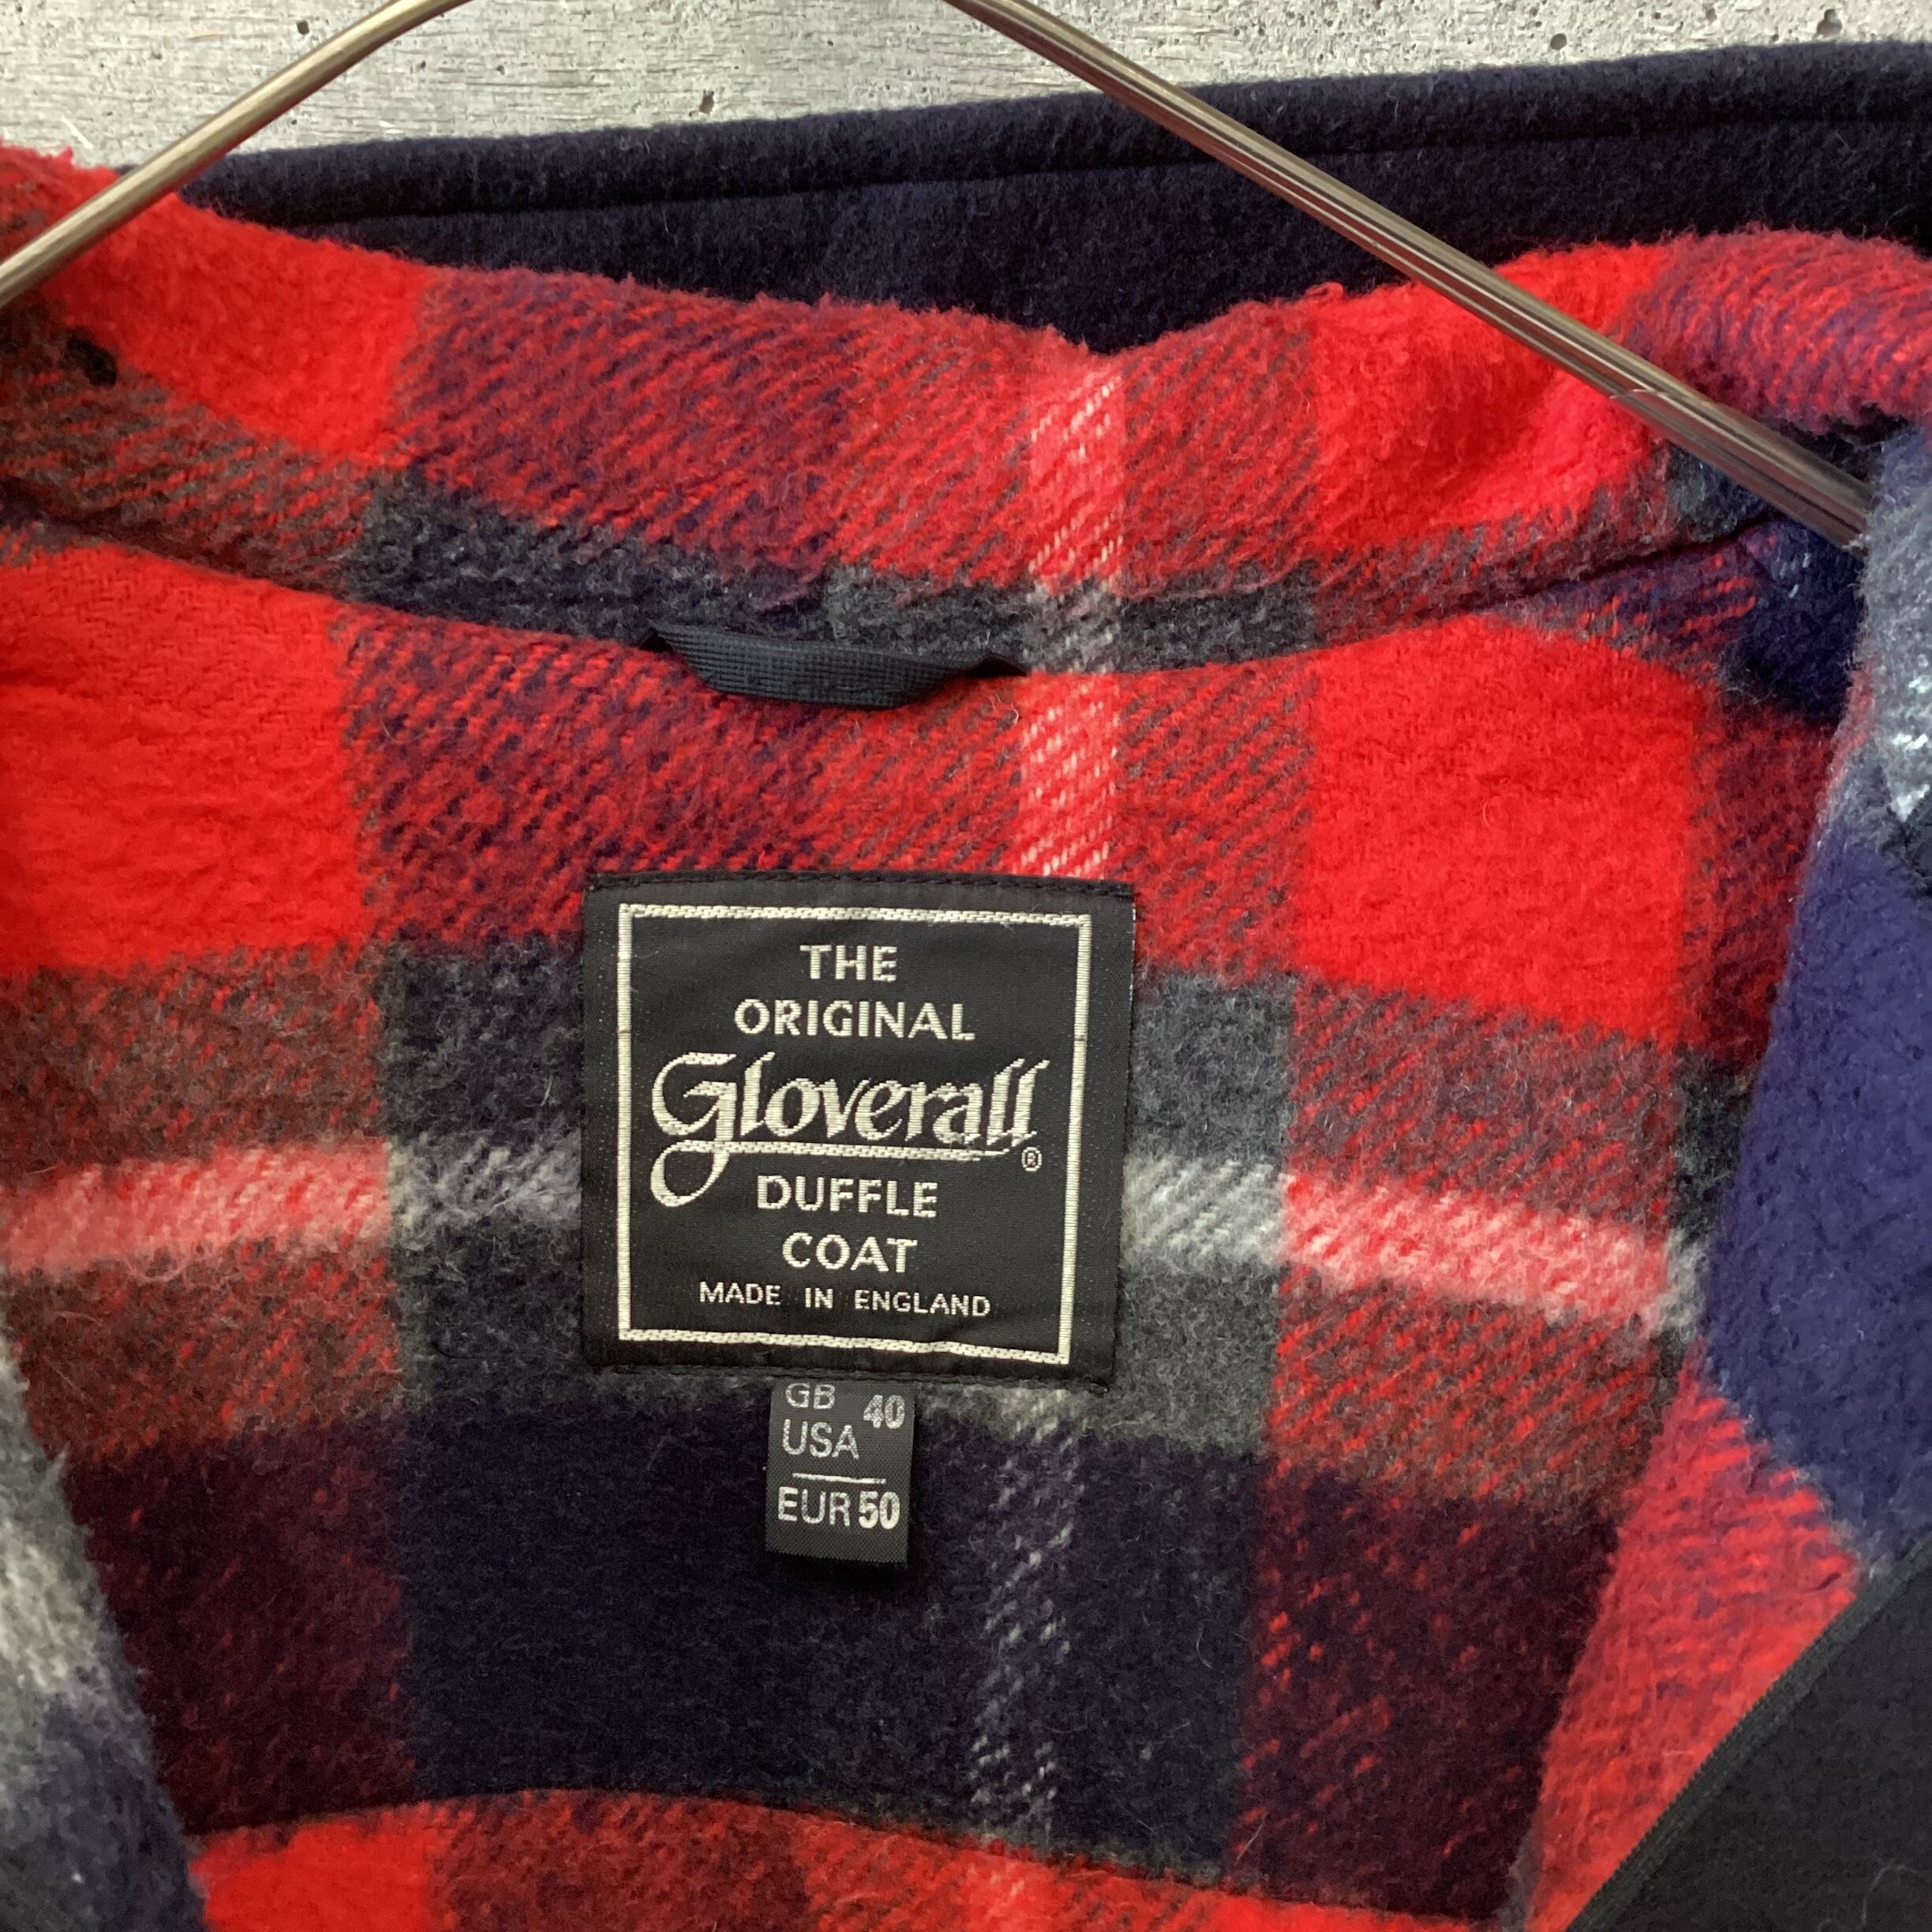 THE
ORIGINAL
Gloverall®
DUFFLE
COAT
MADE IN ENGLAND
GB 40
USA
EUR 50